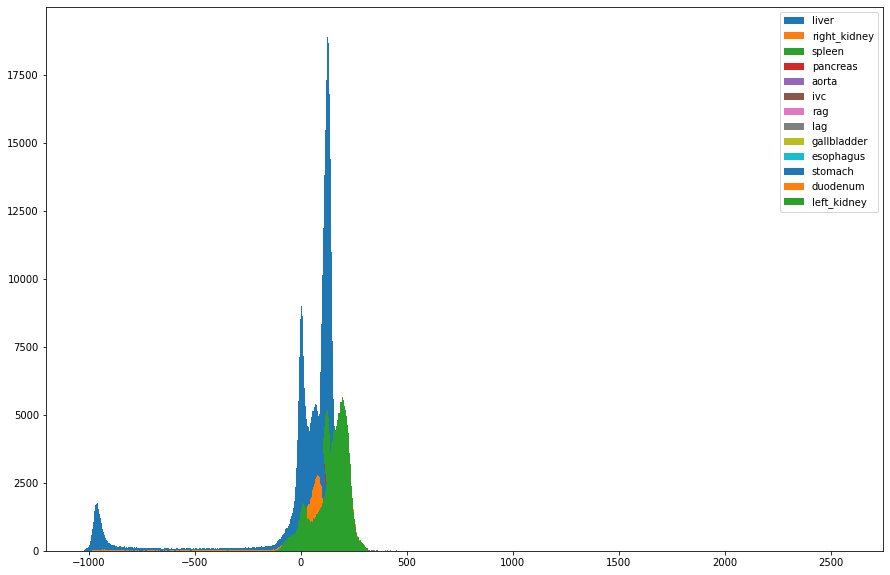 liver
right_kidney
spleen
pancreas
aorta
ivc
rag
lag
gallbladder
esophagus
stomach
duodenum
left_kidney
17500
15000
12500
10000
7500
5000
2500
0
−1000 −500 0 500 1000 1500 2000 2500